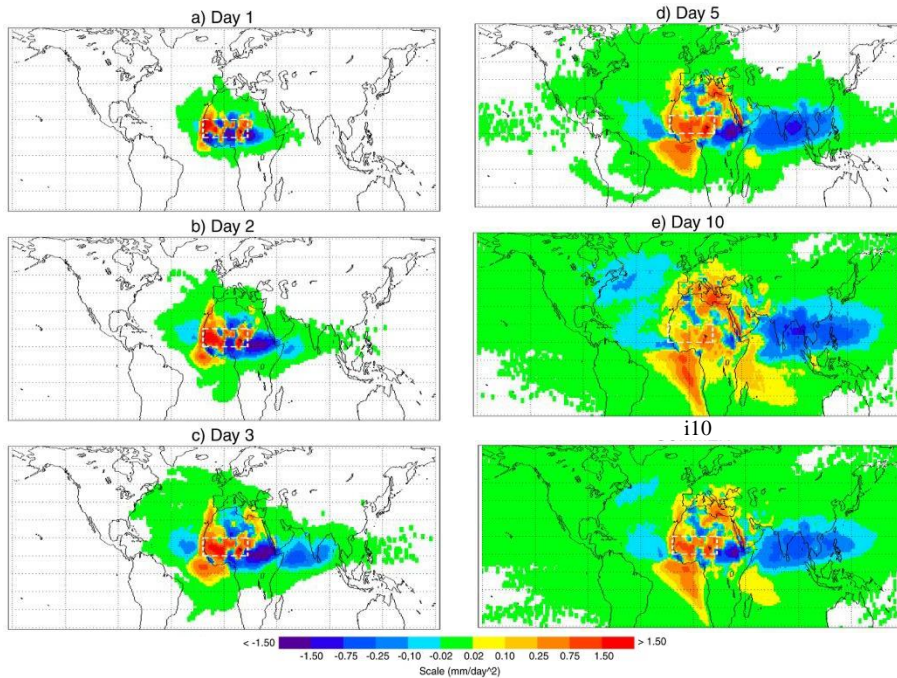 a) Day 1
b) Day 2
c) Day 3
d) Day 5
e) Day 10
i10
< -1.50
> 1.50
-1.50 -0.75 -0.10 -0.02 0.02 0.10 0.25 0.75 1.50
-0.25
Scale (mm/day^2)